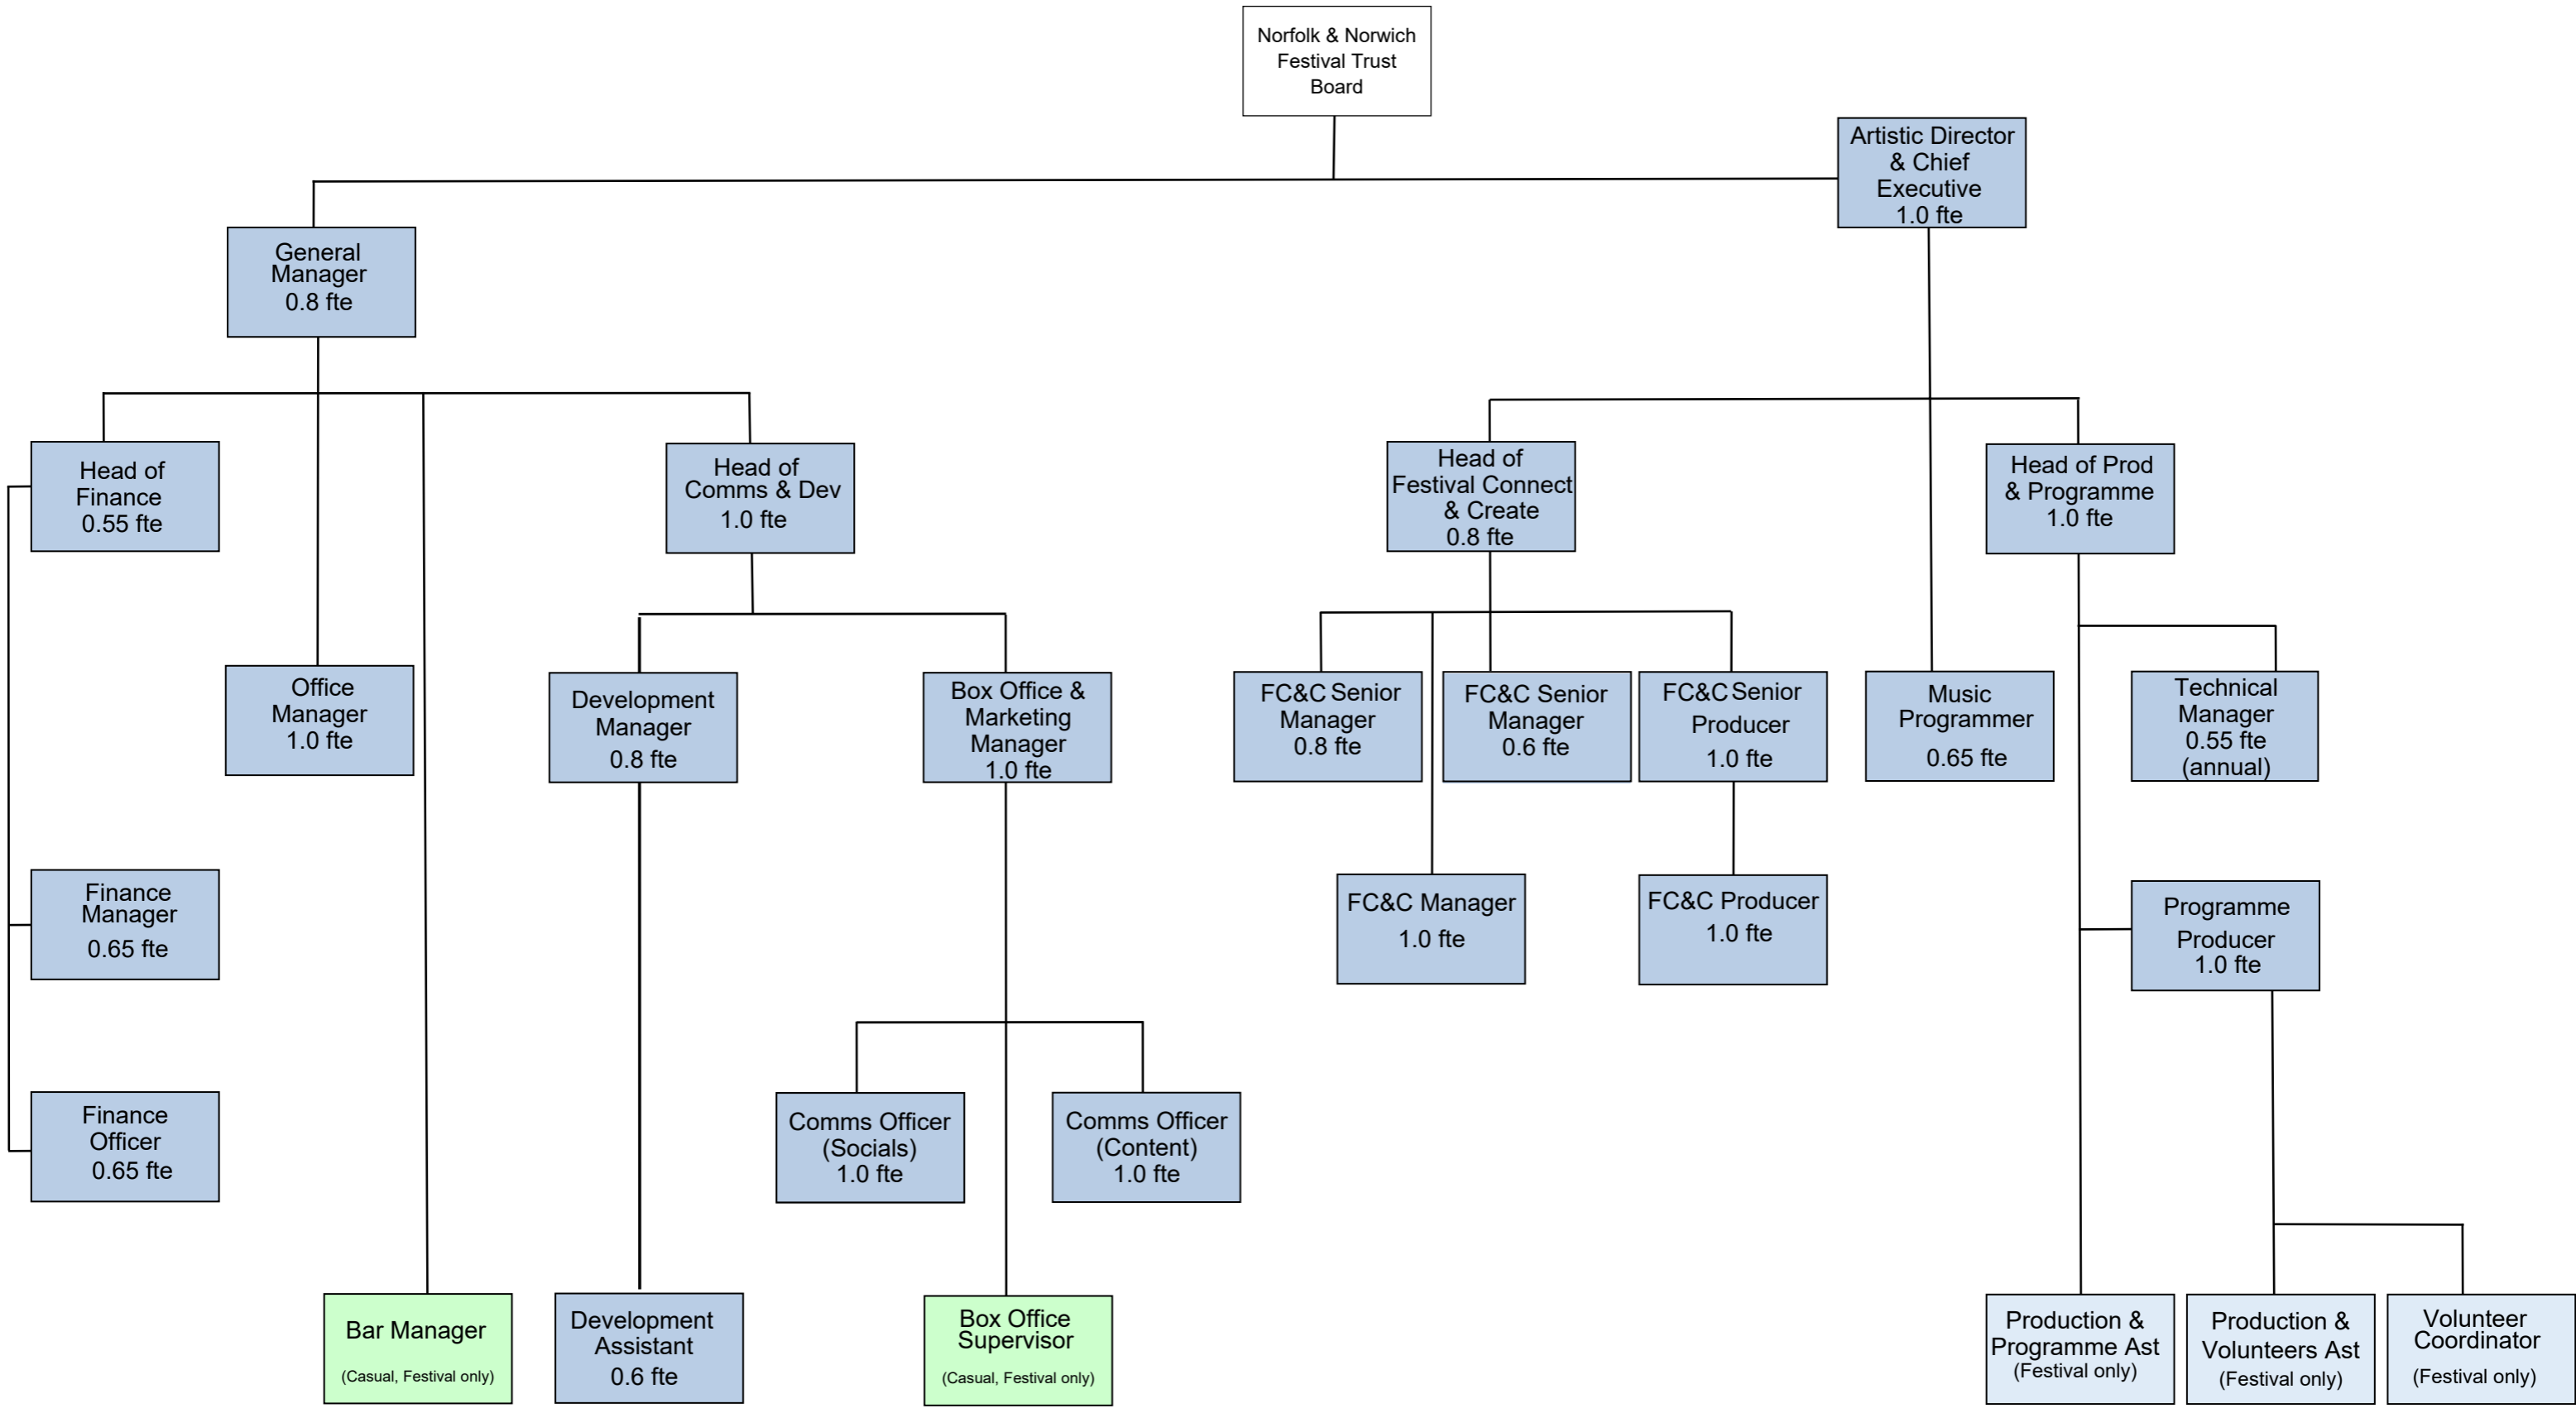 Norfolk & Norwich
Festival Trust
Board
Artistic Director
& Chief
Executive
1.0 fte
General
Manager
0.8 fte
Head of
Finance
0.55 fte
Head of
Comms & Dev
1.0 fte
Head of
Festival Connect
& Create
0.8 fte
Head of Prod
& Programme
1.0 fte
Office
Manager
1.0 fte
Development
Manager
0.8 fte
Box Office &
Marketing
Manager
1.0 fte
FC&C Senior
Manager
0.8 fte
FC&C Senior
Manager
0.6 fte
FC&C Senior
Producer
1.0 fte
Music
Programmer
0.65 fte
Technical
Manager
0.55 fte
(annual)
Finance
Manager
0.65 fte
FC&C Manager
1.0 fte
FC&C Producer
1.0 fte
Programme
Producer
1.0 fte
Finance
Officer
0.65 fte
Comms Officer
(Socials)
1.0 fte
Comms Officer
(Content)
1.0 fte
Bar Manager
(Casual, Festival only)
Development
Assistant
0.6 fte
Box Office
Supervisor
(Casual, Festival only)
Production &
Programme Ast
(Festival only)
Production &
Volunteers Ast
(Festival only)
Volunteer
Coordinator
(Festival only)